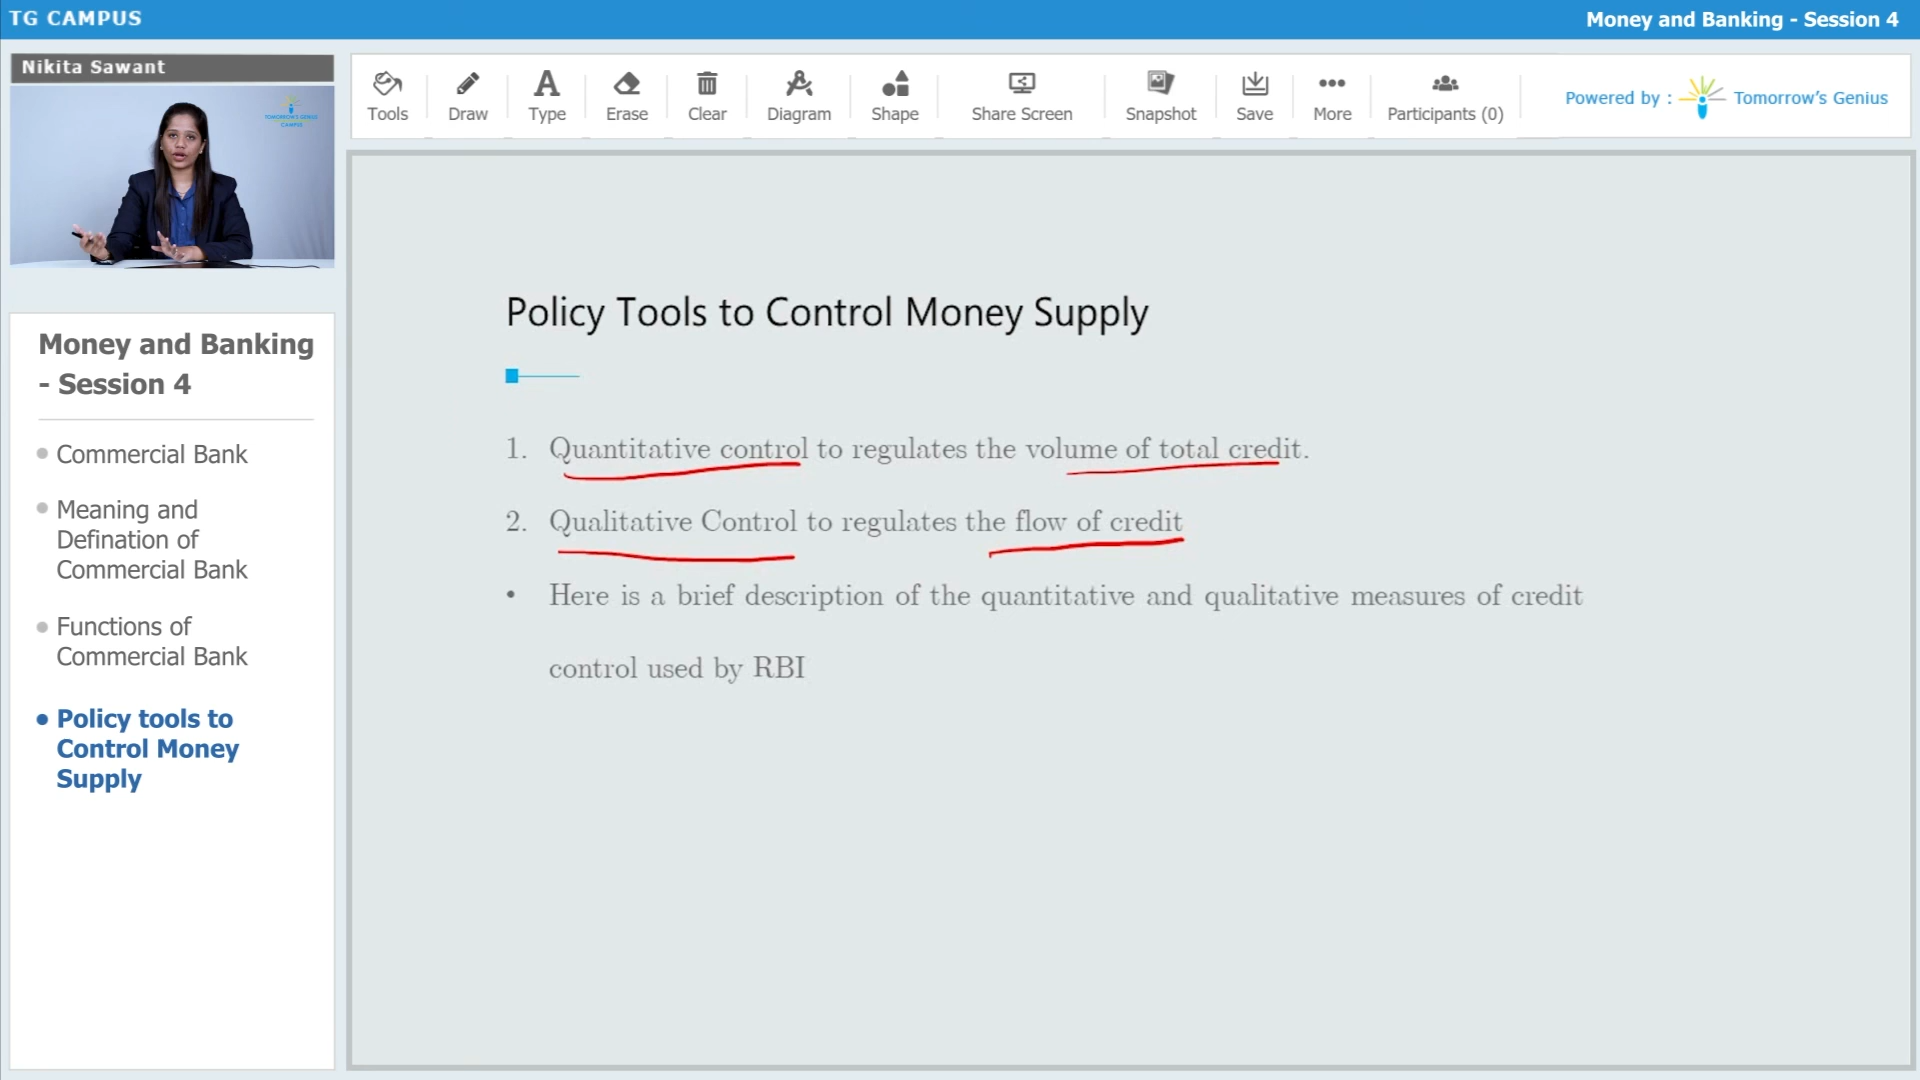 TG CAMPUS
Money and Banking - Session 4
Nikita Sawant
TOMORROW'S GENIUS
CAMPUS
Tools
Draw
Type
Erase
Clear
Diagram
Shape
Share Screen
Snapshot
Save
More
Participants (0)
Powered by :
Tomorrow's Genius
Money and Banking
- Session 4
Commercial Bank
Meaning and
Defination of
Commercial Bank
Functions of
Commercial Bank
Policy tools to
Control Money
Supply
Policy Tools to Control Money Supply
1. Quantitative control to regulates the volume of total credit.
2. Qualitative Control to regulates the flow of credit
• Here is a brief description of the quantitative and qualitative measures of credit
control used by RBI